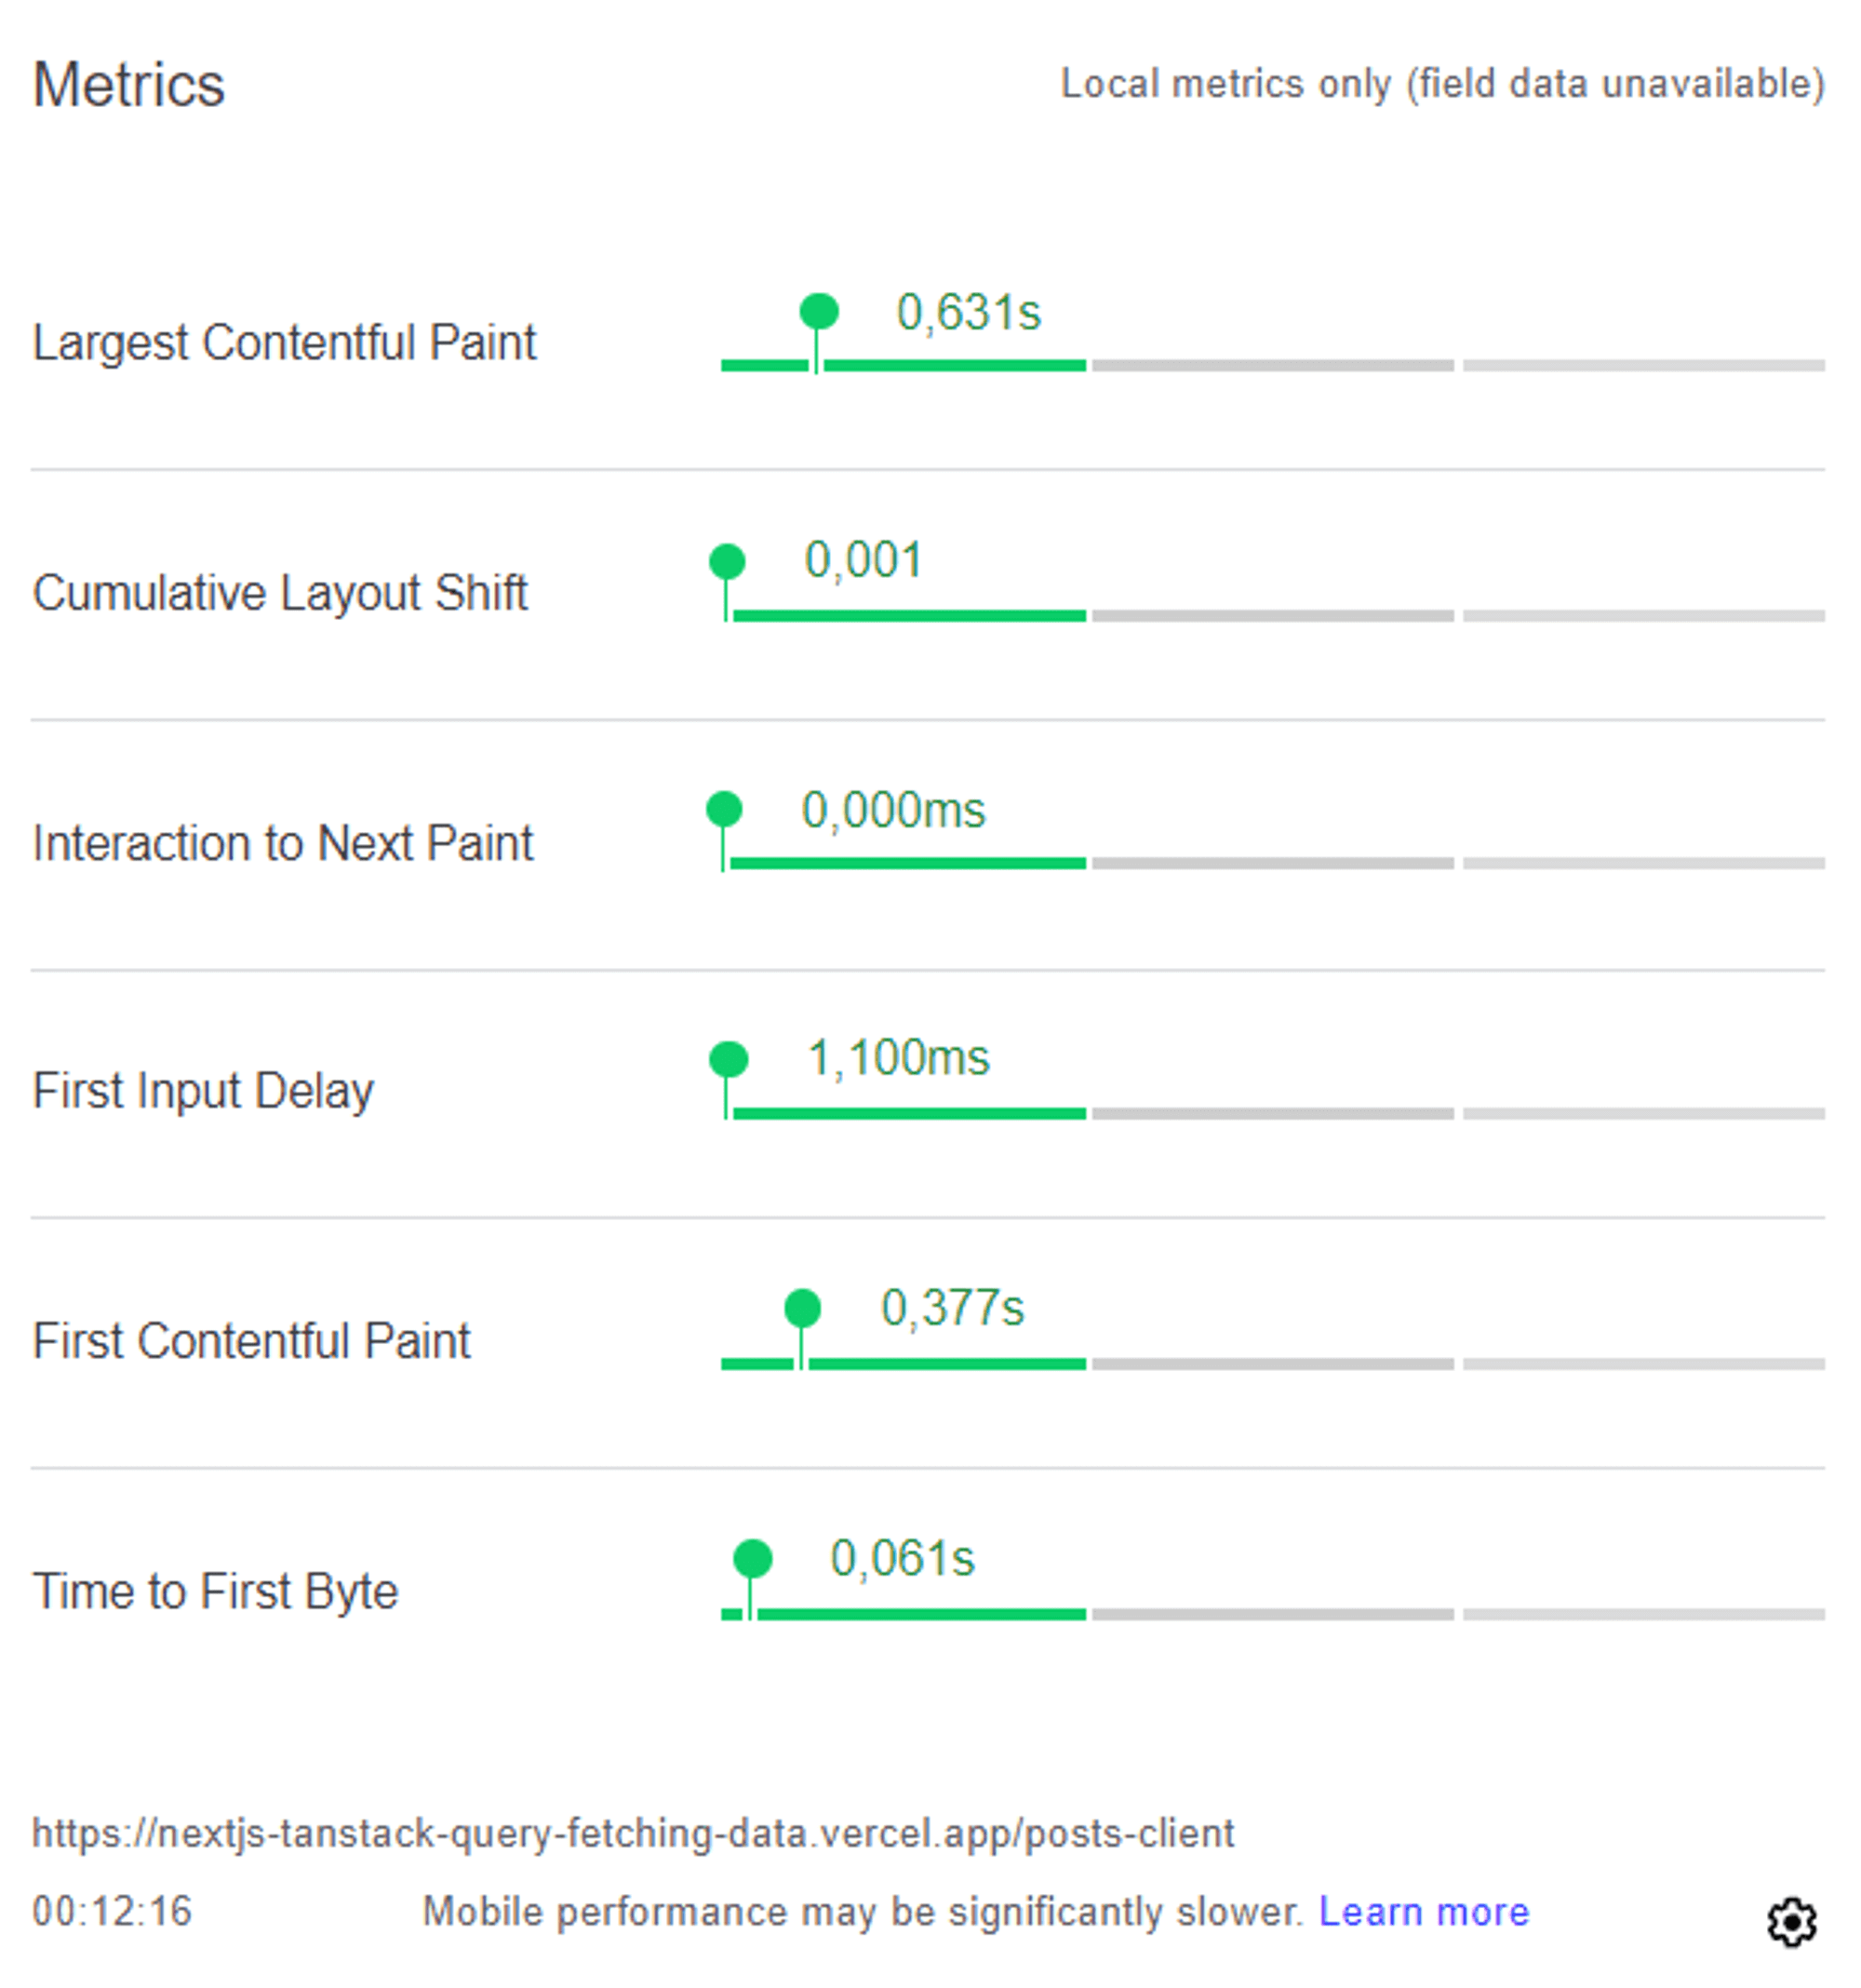 Metrics
Local metrics only (field data unavailable)
Largest Contentful Paint
0,631s
Cumulative Layout Shift
0,001
Interaction to Next Paint
0,000ms
First Input Delay
1,100ms
First Contentful Paint
0,377s
Time to First Byte
0,061s
https://nextjs-tanstack-query-fetching-data.vercel.app/posts-client
00:12:16
Mobile performance may be significantly slower. Learn more